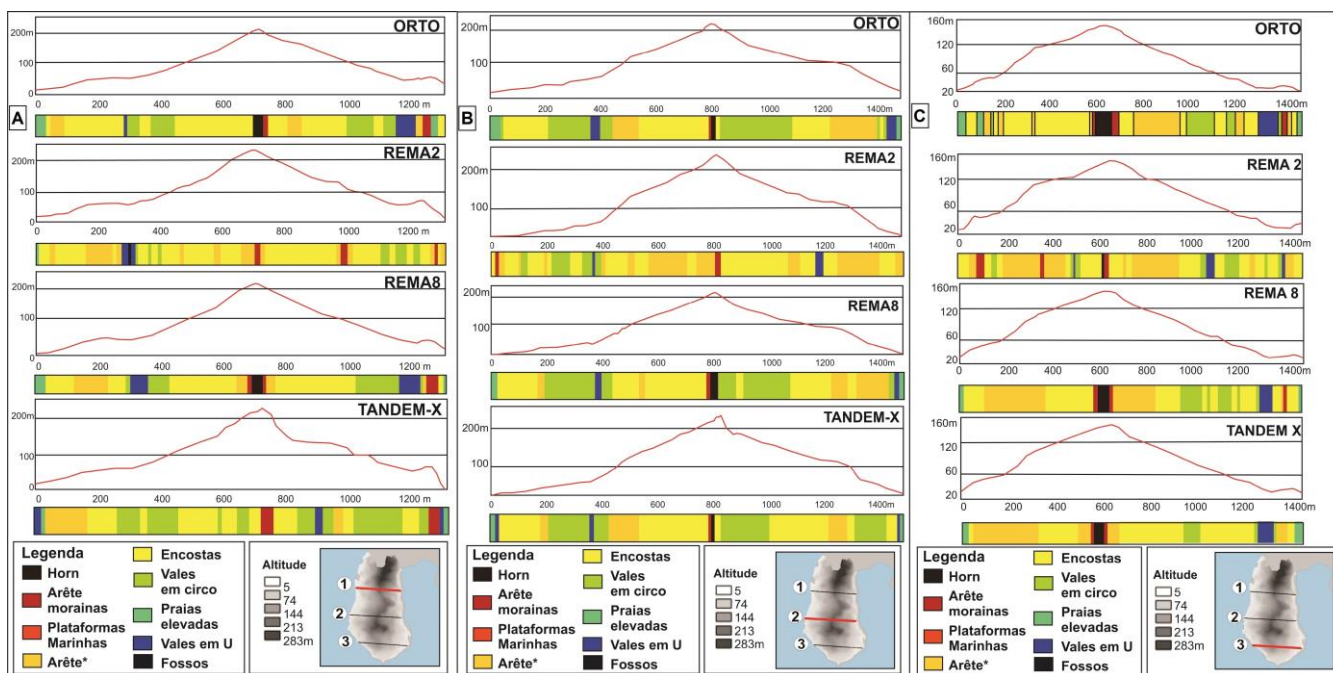 A
ORTO
200m
100
0
0 200 400 600 800 1000 1200 m
REMA2
200
100
0
0 200 400 600 800 1000 1200 m
REMA8
200
100
0
0 200 400 600 800 1000 1200 m
TANDEM-X
200
100
0
0 200 400 600 800 1000 1200 m
Legenda
Horn
Arête morainas
Plataformas Marinhas
Arête*
Encostas
Vales em circo
Praias elevadas
Vales em U
Fossos
Altitude
5
74
144
213
283m
1
2
3
B
ORTO
200
100
0
0 200 400 600 800 1000 1200 1400m
REMA2
200
100
0
0 200 400 600 800 1000 1200 1400m
REMA8
200
100
0
0 200 400 600 800 1000 1200 1400m
TANDEM-X
200
100
0
0 200 400 600 800 1000 1200 1400m
Legenda
Horn
Arête morainas
Plataformas Marinhas
Arête*
Encostas
Vales em circo
Praias elevadas
Vales em U
Fossos
Altitude
5
74
144
213
283m
1
2
3
C
ORTO
160m
120
60
20
0 200 400 600 800 1000 1200 1400m
REMA 2
160m
120
60
20
0 200 400 600 800 1000 1200 1400m
REMA 8
160m
120
60
20
0 200 400 600 800 1000 1200 1400m
TANDEM X
160m
120
60
20
0 200 400 600 800 1000 1200 1400m
Legenda
Horn
Arête morainas
Plataformas Marinhas
Arête*
Encostas
Vales em circo
Praias elevadas
Vales em U
Fossos
Altitude
5
74
144
213
283m
1
2
3